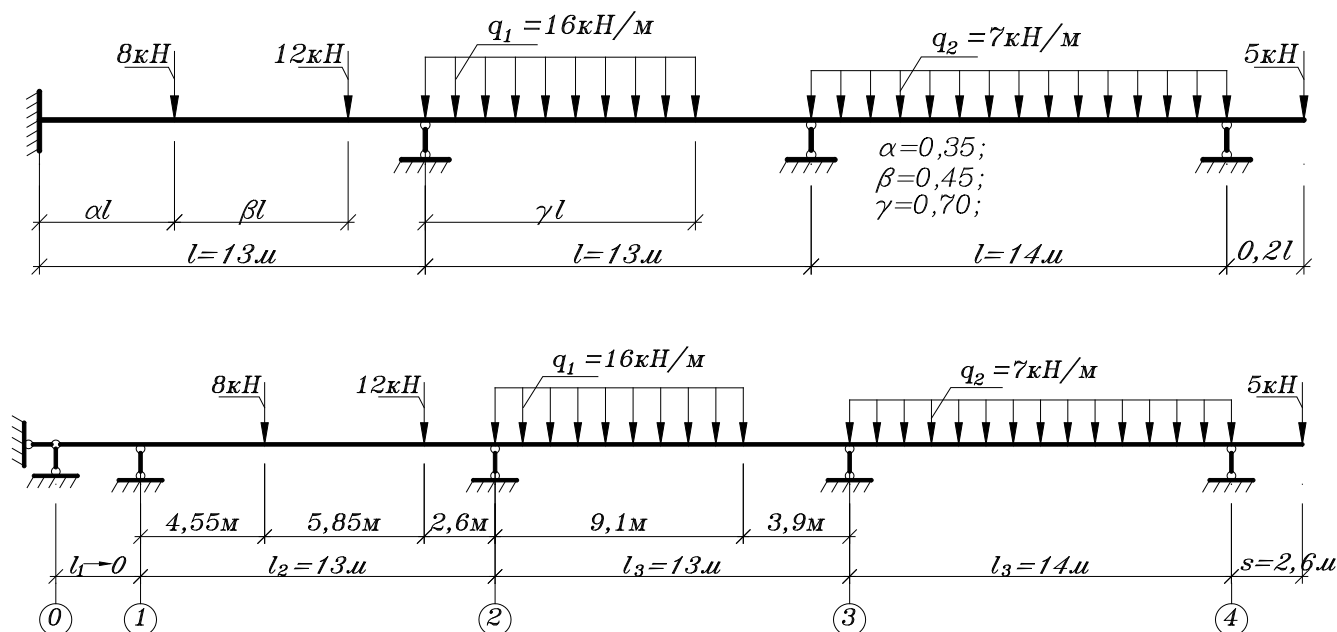 q₁ =16кН/м
8кН 12кН q₂ =7кН/м 5кН
α=0,35;
β=0,45;
γ=0,70;
αl βl γl
l=13м l=13м l=14м 0,2l
q₁ =16кН/м
8кН 12кН q₂ =7кН/м 5кН
4,55м 5,85м 2,6м 9,1м 3,9м
l₁→0 l₂=13м l₃=13м l₃=14м s=2,6м
0 1 2 3 4